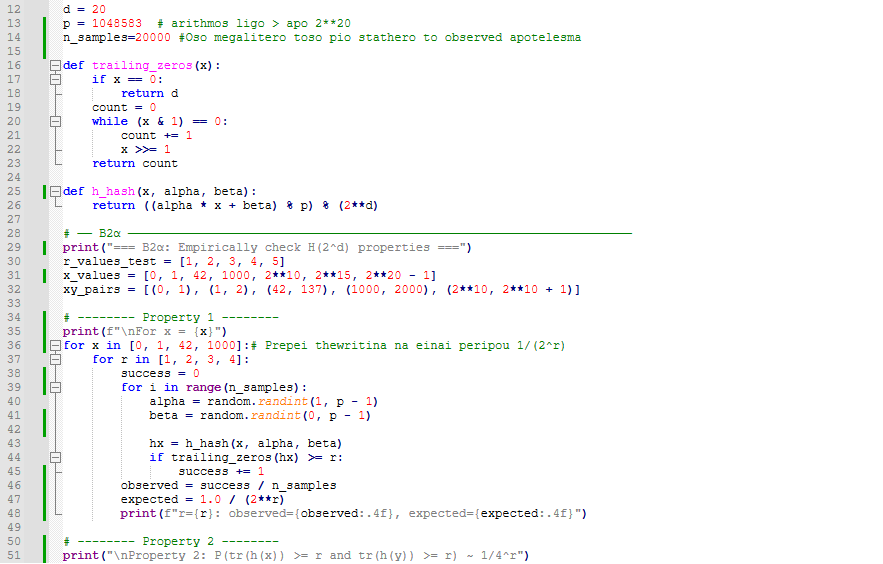 12 d = 20
13 p = 1048583  # arithmos ligo > apo 2**20
14 n_samples=20000 #Oso megalitero toso pio stathero to observed apotelesma
15
16 def trailing_zeros(x):
17     if x == 0:
18         return d
19     count = 0
20     while (x & 1) == 0:
21         count += 1
22         x >>= 1
23     return count
24
25 def h_hash(x, alpha, beta):
26     return ((alpha * x + beta) % p) % (2**d)
27
28 # — B2α ──────────────────────────────
29 print("=== B2α: Empirically check H(2^d) properties ===")
30 r_values_test = [1, 2, 3, 4, 5]
31 x_values = [0, 1, 42, 1000, 2**10, 2**15, 2**20 - 1]
32 xy_pairs = [(0, 1), (1, 2), (42, 137), (1000, 2000), (2**10, 2**10 + 1)]
33
34 # -------- Property 1 --------
35 print(f"\nFor x = {x}")
36 for x in [0, 1, 42, 1000]:# Prepei thewritina na einai peripou 1/(2^r)
37     for r in [1, 2, 3, 4]:
38         success = 0
39         for i in range(n_samples):
40             alpha = random.randint(1, p - 1)
41             beta = random.randint(0, p - 1)
42
43             hx = h_hash(x, alpha, beta)
44             if trailing_zeros(hx) >= r:
45                 success += 1
46         observed = success / n_samples
47         expected = 1.0 / (2**r)
48         print(f"r={r}: observed={observed:.4f}, expected={expected:.4f}")
49
50 # -------- Property 2 --------
51 print("\nProperty 2: P(tr(h(x)) >= r and tr(h(y)) >= r) ~ 1/4^r")